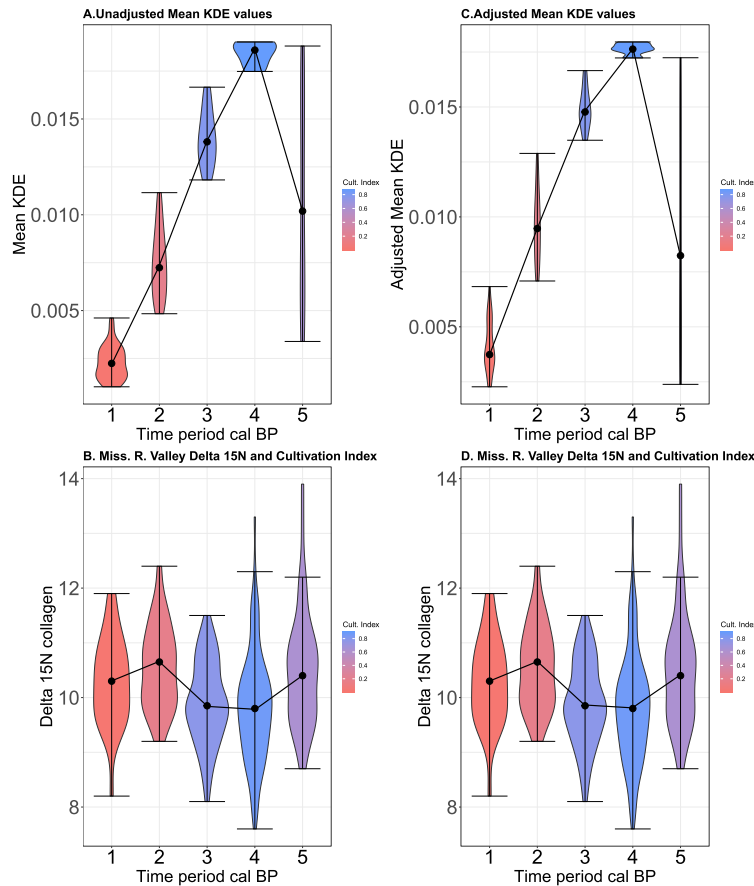 A.Unadjusted Mean KDE values
Mean KDE
0.015
0.010
0.005
1 2 3 4 5
Time period cal BP
Cult. Index
0.8
0.6
0.4
0.2
C.Adjusted Mean KDE values
Adjusted Mean KDE
0.015
0.010
0.005
1 2 3 4 5
Time period cal BP
Cult. Index
0.8
0.6
0.4
0.2
B. Miss. R. Valley Delta 15N and Cultivation Index
Delta 15N collagen
14
12
10
8
1 2 3 4 5
Time period cal BP
Cult. Index
0.8
0.6
0.4
0.2
D. Miss. R. Valley Delta 15N and Cultivation Index
Delta 15N collagen
14
12
10
8
1 2 3 4 5
Time period cal BP
Cult. Index
0.8
0.6
0.4
0.2